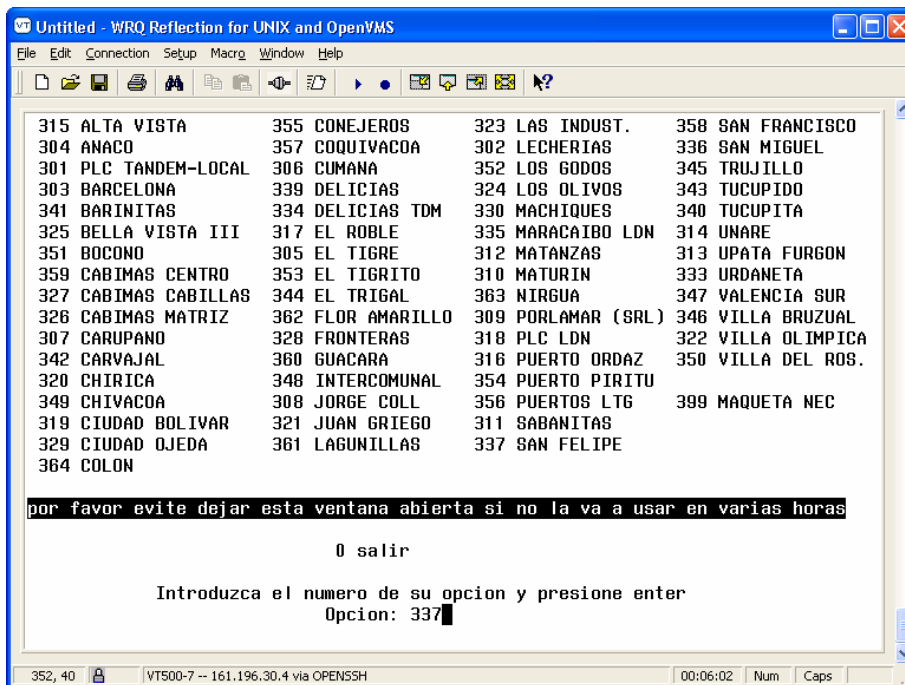 Untitled - WRQ Reflection for UNIX and OpenVMS
File Edit Connection Setup Macro Window Help
315 ALTA VISTA 355 CONEJEROS 323 LAS INDUST. 358 SAN FRANCISCO
304 ANACO 357 COQUIVACOA 302 LECHERIAS 336 SAN MIGUEL
301 PLC TANDEM-LOCAL 306 CUMANA 352 LOS GODOS 345 TRUJILLO
303 BARCELONA 339 DELICIAS 324 LOS OLIVOS 343 TUCUPIDO
341 BARINITAS 334 DELICIAS TDM 330 MACHIQUES 340 TUCUPITA
325 BELLA VISTA III 317 EL ROBLE 335 MARACAIBO LDN 314 UNARE
351 BOCONO 305 EL TIGRE 312 MATANZAS 313 UPATA FURGON
359 CABIMAS CENTRO 353 EL TIGRITO 310 MATURIN 333 URDANETA
327 CABIMAS CABILLAS 344 EL TRIGAL 363 NIRGUA 347 VALENCIA SUR
326 CABIMAS MATRIZ 362 FLOR AMARILLO 309 PORLAMAR (SRL) 346 VILLA BRUZUAL
307 CARUPANO 328 FRONTERAS 318 PLC LDN 322 VILLA OLIMPICA
342 CARVAJAL 360 GUACARA 316 PUERTO ORDAZ 350 VILLA DEL ROS.
320 CHIRICA 348 INTERCOMUNAL 354 PUERTO PIRITU
349 CHIVACOA 308 JORGE COLL 356 PUERTOS LTG 399 MAQUETA NEC
319 CIUDAD BOLIVAR 321 JUAN GRIEGO 311 SABANITAS
329 CIUDAD OJEDA 361 LAGUNILLAS 337 SAN FELIPE
364 COLON
por favor evite dejar esta ventana abierta si no la va a usar en varias horas
0 salir
Introduzca el numero de su opcion y presione enter
Opcion: 337
352, 40 VT500-7 -- 161.196.30.4 via OPENSSH 00:06:02 Num Caps